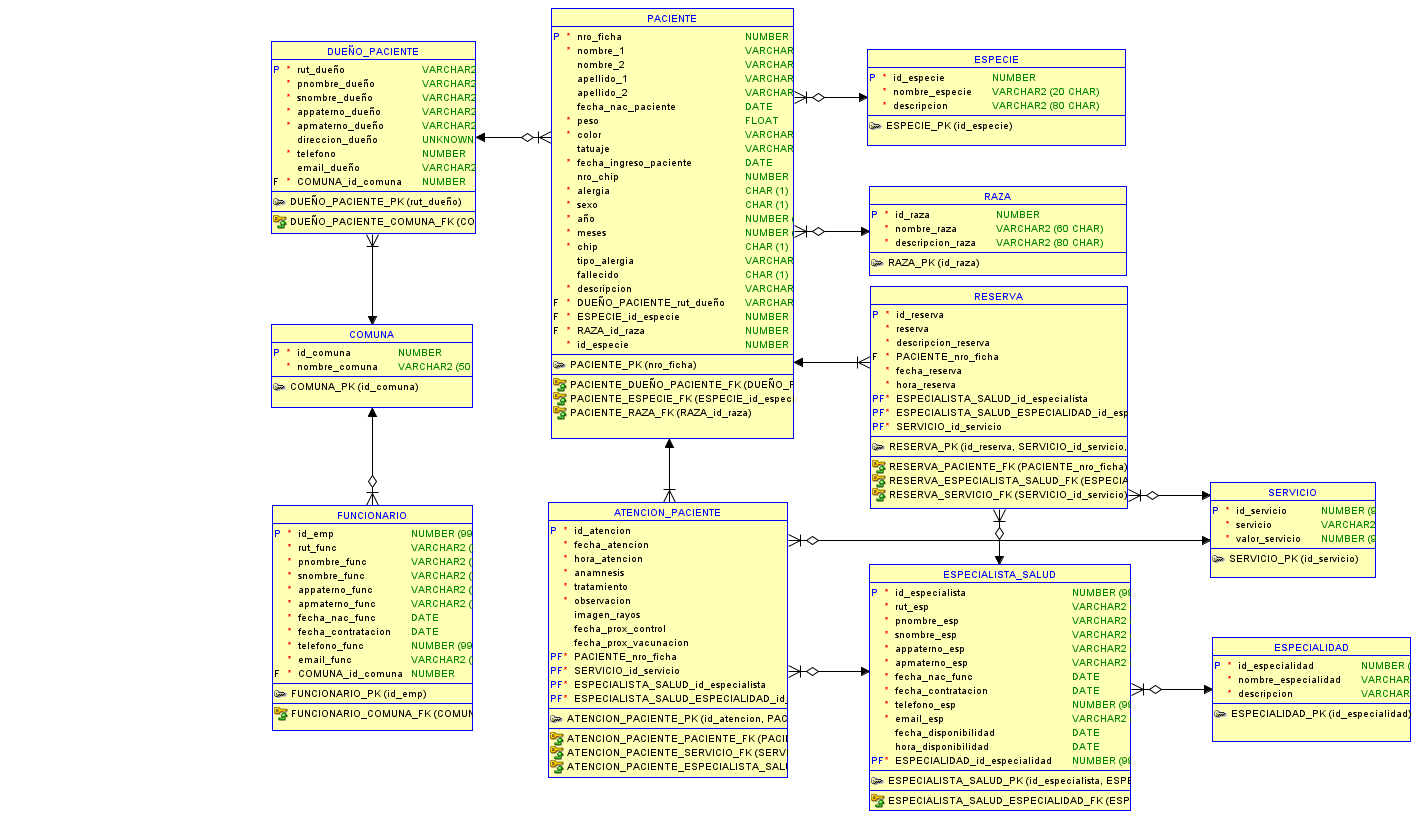 DUEÑO_PACIENTE
P * rut_dueño VARCHAR2
* pnombre_dueño VARCHAR2
* snombre_dueño VARCHAR2
* appaterno_dueño VARCHAR2
* apmaterno_dueño VARCHAR2
direccion_dueño UNKNOWN
* telefono NUMBER
email_dueño VARCHAR2
F * COMUNA_id_comuna NUMBER
DUEÑO_PACIENTE_PK (rut_dueño)
DUEÑO_PACIENTE_COMUNA_FK (CO
COMUNA
P * id_comuna NUMBER
* nombre_comuna VARCHAR2 (50
COMUNA_PK (id_comuna)
FUNCIONARIO
P * id_emp NUMBER (99
* rut_func VARCHAR2 (
* pnombre_func VARCHAR2 (
* snombre_func VARCHAR2 (
* appaterno_func VARCHAR2 (
* apmaterno_func VARCHAR2 (
* fecha_nac_func DATE
* fecha_contratacion DATE
* telefono_func NUMBER (99
* email_func VARCHAR2 (
F * COMUNA_id_comuna NUMBER
FUNCIONARIO_PK (id_emp)
FUNCIONARIO_COMUNA_FK (COMUN
PACIENTE
P * nro_ficha NUMBER
* nombre_1 VARCHAR
nombre_2 VARCHAR
apellido_1 VARCHAR
apellido_2 VARCHAR
fecha_nac_paciente DATE
* peso FLOAT
* color VARCHAR
tatuaje VARCHAR
* fecha_ingreso_paciente DATE
nro_chip NUMBER
* alergia CHAR (1)
* sexo CHAR (1)
* año NUMBER (
* meses NUMBER (
* chip CHAR (1)
tipo_alergia VARCHAR
fallecido CHAR (1)
* descripcion VARCHAR
F * DUEÑO_PACIENTE_rut_dueño VARCHAR
F * ESPECIE_id_especie NUMBER
F * RAZA_id_raza NUMBER
* id_especie NUMBER
PACIENTE_PK (nro_ficha)
PACIENTE_DUEÑO_PACIENTE_FK (DUEÑO_P
PACIENTE_ESPECIE_FK (ESPECIE_id_espec
PACIENTE_RAZA_FK (RAZA_id_raza)
ATENCION_PACIENTE
P * id_atencion
* fecha_atencion
* hora_atencion
* anamnesis
* tratamiento
* observacion
imagen_rayos
fecha_prox_control
fecha_prox_vacunacion
PF* PACIENTE_nro_ficha
PF* SERVICIO_id_servicio
PF* ESPECIALISTA_SALUD_id_especialista
PF* ESPECIALISTA_SALUD_ESPECIALIDAD_id_
ATENCION_PACIENTE_PK (id_atencion, PAC
ATENCION_PACIENTE_PACIENTE_FK (PACI
ATENCION_PACIENTE_SERVICIO_FK (SERV
ATENCION_PACIENTE_ESPECIALISTA_SALU
ESPECIE
P * id_especie NUMBER
* nombre_especie VARCHAR2 (20 CHAR)
* descripcion VARCHAR2 (80 CHAR)
ESPECIE_PK (id_especie)
RAZA
P * id_raza NUMBER
* nombre_raza VARCHAR2 (60 CHAR)
* descripcion_raza VARCHAR2 (80 CHAR)
RAZA_PK (id_raza)
RESERVA
P * id_reserva
* reserva
* descripcion_reserva
F * PACIENTE_nro_ficha
* fecha_reserva
* hora_reserva
PF* ESPECIALISTA_SALUD_id_especialista
PF* ESPECIALISTA_SALUD_ESPECIALIDAD_id_esp
PF* SERVICIO_id_servicio
RESERVA_PK (id_reserva, SERVICIO_id_servicio,
RESERVA_PACIENTE_FK (PACIENTE_nro_ficha)
RESERVA_ESPECIALISTA_SALUD_FK (ESPECIA
RESERVA_SERVICIO_FK (SERVICIO_id_servicio)
SERVICIO
P * id_servicio NUMBER (9
* servicio VARCHAR2
* valor_servicio NUMBER (9
SERVICIO_PK (id_servicio)
ESPECIALISTA_SALUD
P * id_especialista NUMBER (99
* rut_esp VARCHAR2
* pnombre_esp VARCHAR2
* snombre_esp VARCHAR2
* appaterno_esp VARCHAR2
* apmaterno_esp VARCHAR2
* fecha_nac_func DATE
* fecha_contratacion DATE
* telefono_esp NUMBER (99
* email_esp VARCHAR2
fecha_disponibilidad DATE
hora_disponibilidad DATE
PF* ESPECIALIDAD_id_especialidad NUMBER (99
ESPECIALISTA_SALUD_PK (id_especialista, ESPE
ESPECIALISTA_SALUD_ESPECIALIDAD_FK (ESP
ESPECIALIDAD
P * id_especialidad NUMBER (
* nombre_especialidad VARCHAR
* descripcion VARCHAR
ESPECIALIDAD_PK (id_especialidad)